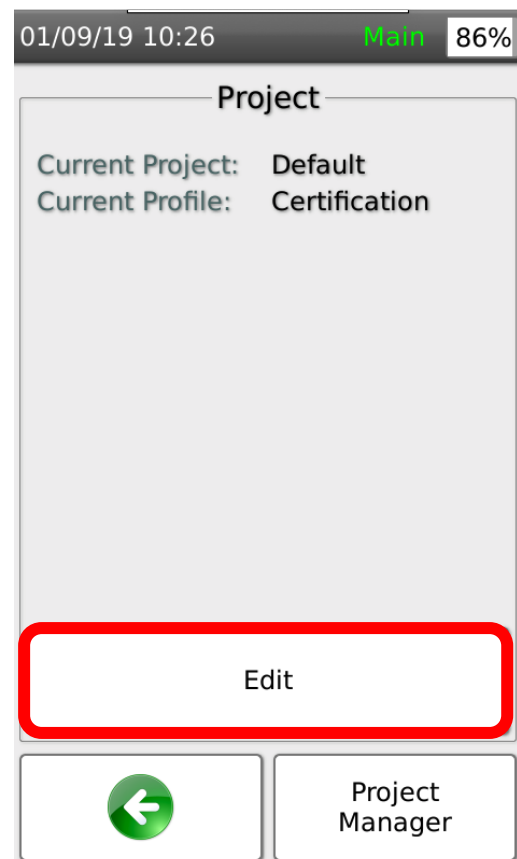 01/09/19 10:26 Main 86%
Project
Current Project: Default
Current Profile: Certification
Edit
Project
Manager